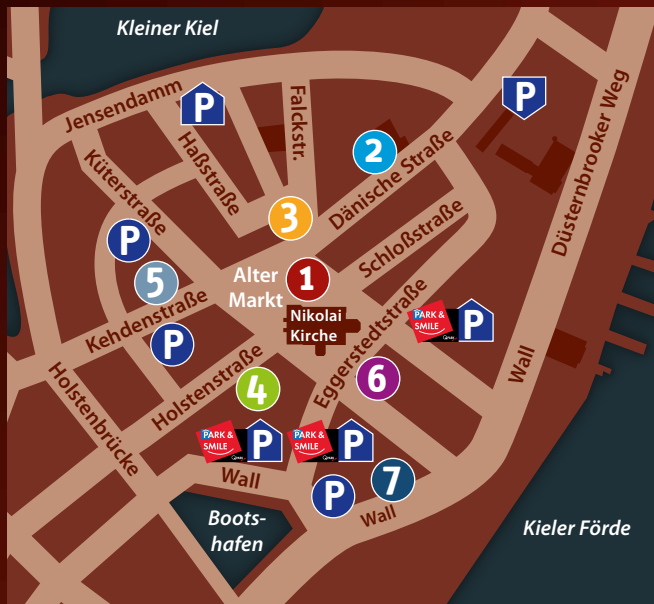 Kleiner Kiel
Jensendamm
P
Falckstr.
P
Düsternbrooker Weg
Haßstraße
2
Dänische Straße
Küterstraße
3
Schloßstraße
P
5
Alter
Markt
1
Nikolai
Kirche
Kehdenstraße
P
Eggerstedtstraße
PARK &
SMILE
P
Holstenbrücke
Holstenstraße
4
6
Wall
PARK &
SMILE
P
PARK &
SMILE
P
Wall
7
P
Wall
Boots-
hafen
Kieler Förde